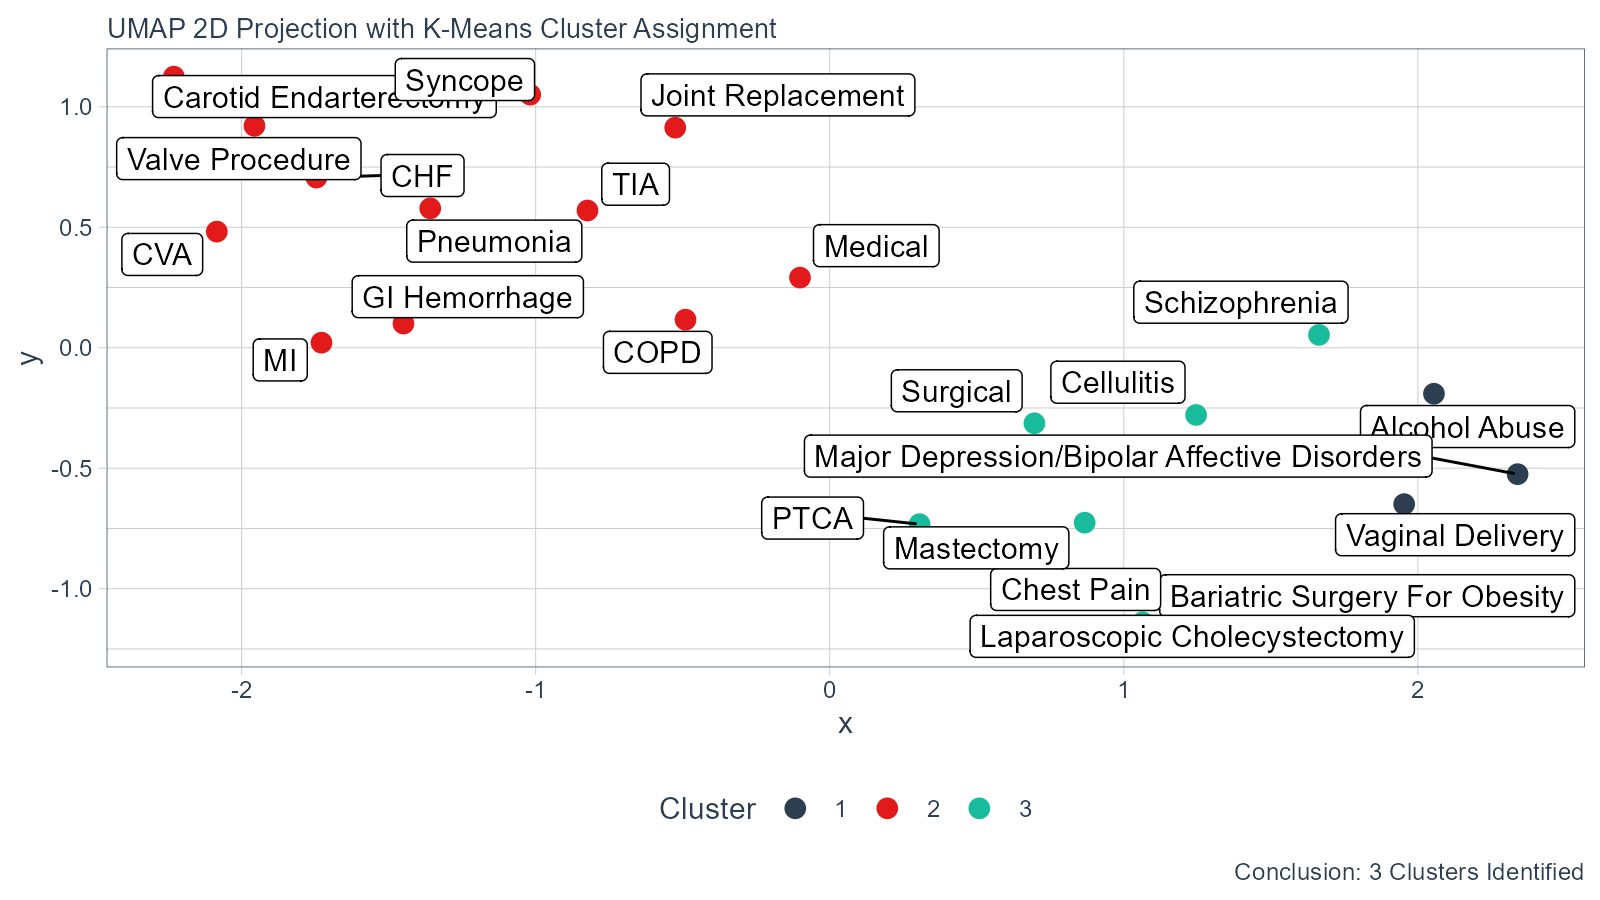 UMAP 2D Projection with K-Means Cluster Assignment
Syncope
Carotid Endarterectomy
Joint Replacement
1.0
Valve Procedure
CHF
TIA
0.5
CVA
Pneumonia
Medical
GI Hemorrhage
Schizophrenia
y
0.0
MI
COPD
Surgical
Cellulitis
Alcohol Abuse
-0.5
Major Depression/Bipolar Affective Disorders
PTCA
Mastectomy
Vaginal Delivery
-1.0
Chest Pain
Bariatric Surgery For Obesity
Laparoscopic Cholecystectomy
-2 -1 0 1 2
x
Cluster 1 2 3
Conclusion: 3 Clusters Identified